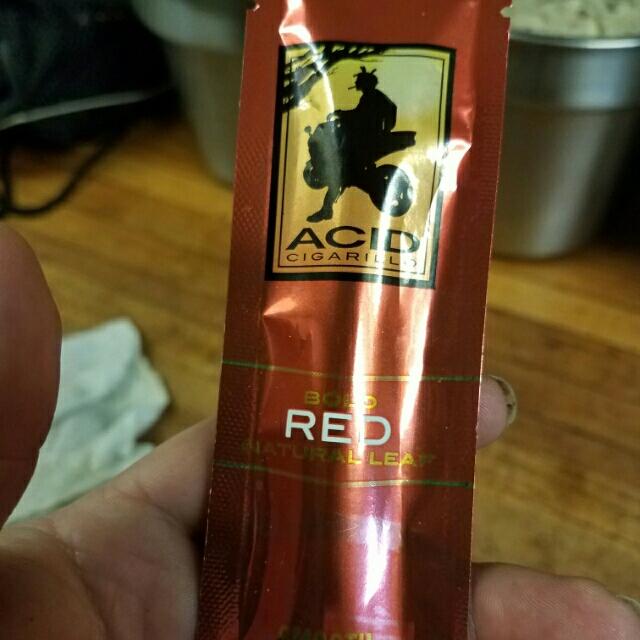 ACID
CIGARILLO
BOLD
RED
NATURAL LEAF